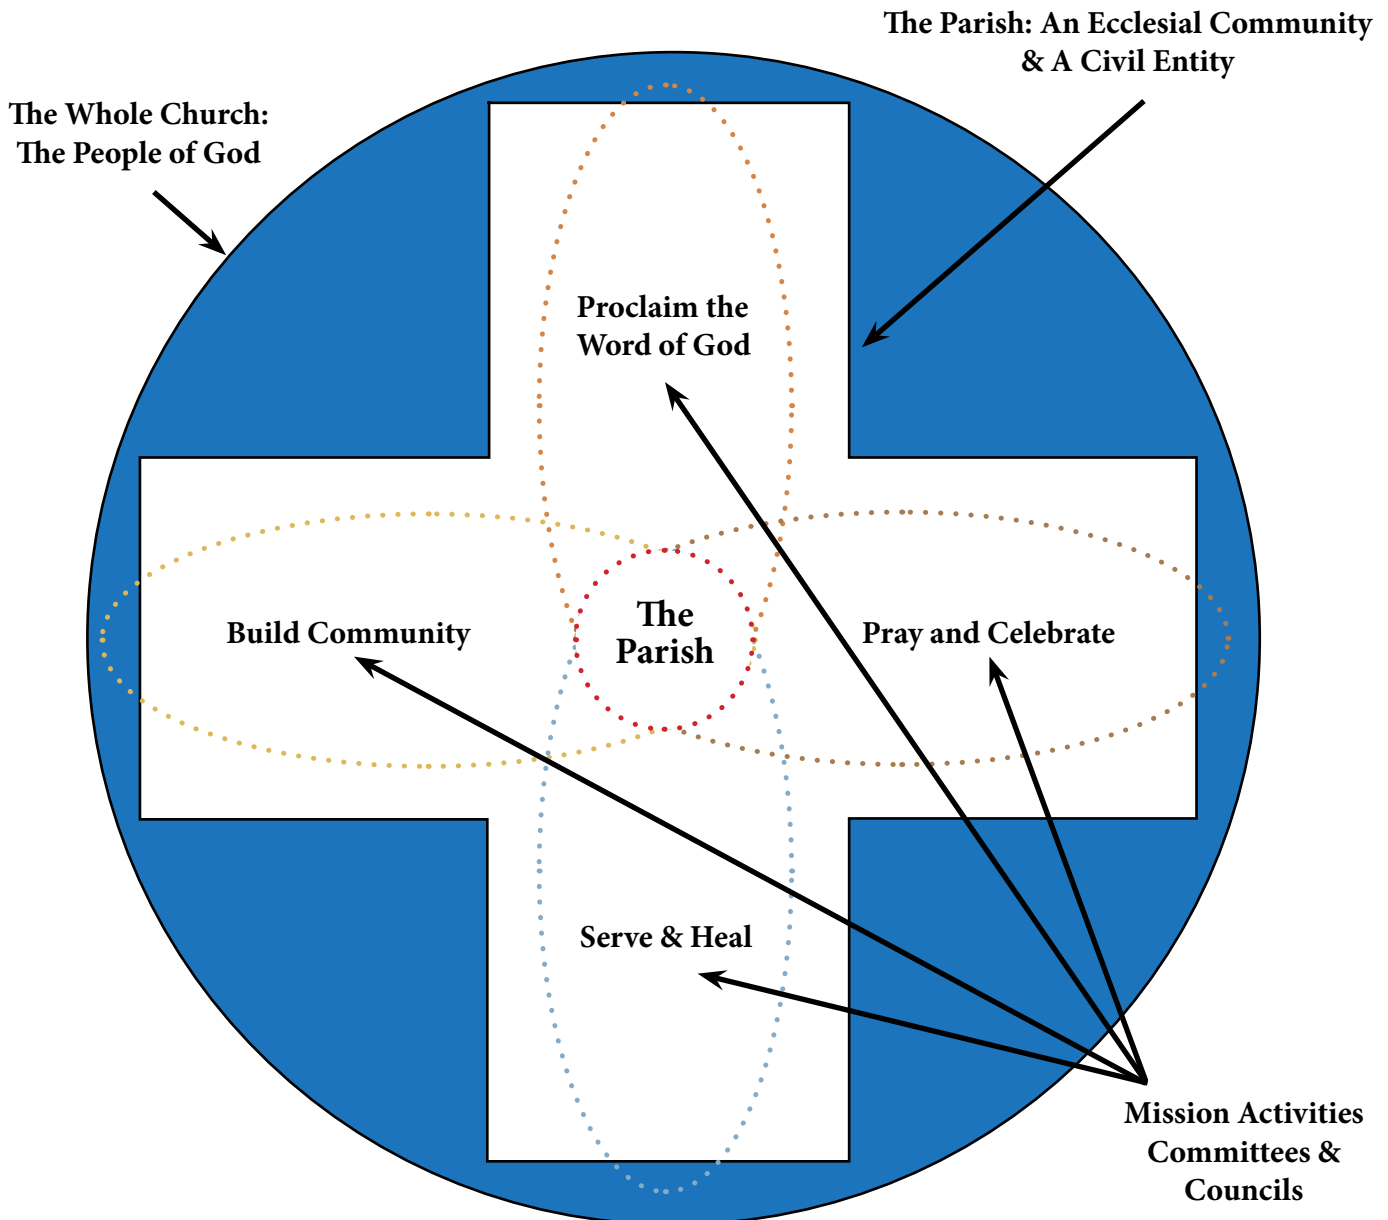 The Parish: An Ecclesial Community
& A Civil Entity
The Whole Church:
The People of God
Proclaim the
Word of God
Build Community
The
Parish
Pray and Celebrate
Serve & Heal
Mission Activities
Committees &
Councils